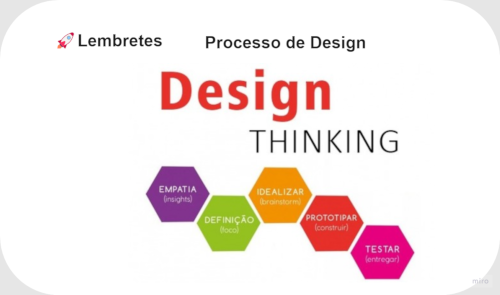 🚀 Lembretes
Processo de Design
Design
THINKING
EMPATIA
(insights)
DEFINIÇÃO
(foco)
IDEALIZAR
(brainstorm)
PROTOTIPAR
(construir)
TESTAR
(entregar)
miro